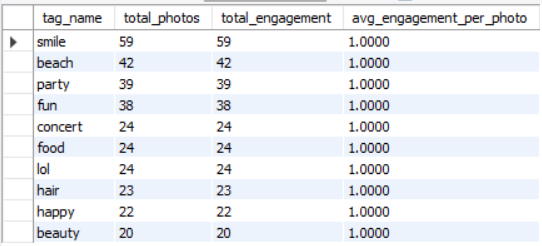 tag_name total_photos total_engagement avg_engagement_per_photo
smile 59 59 1.0000
beach 42 42 1.0000
party 39 39 1.0000
fun 38 38 1.0000
concert 24 24 1.0000
food 24 24 1.0000
lol 24 24 1.0000
hair 23 23 1.0000
happy 22 22 1.0000
beauty 20 20 1.0000